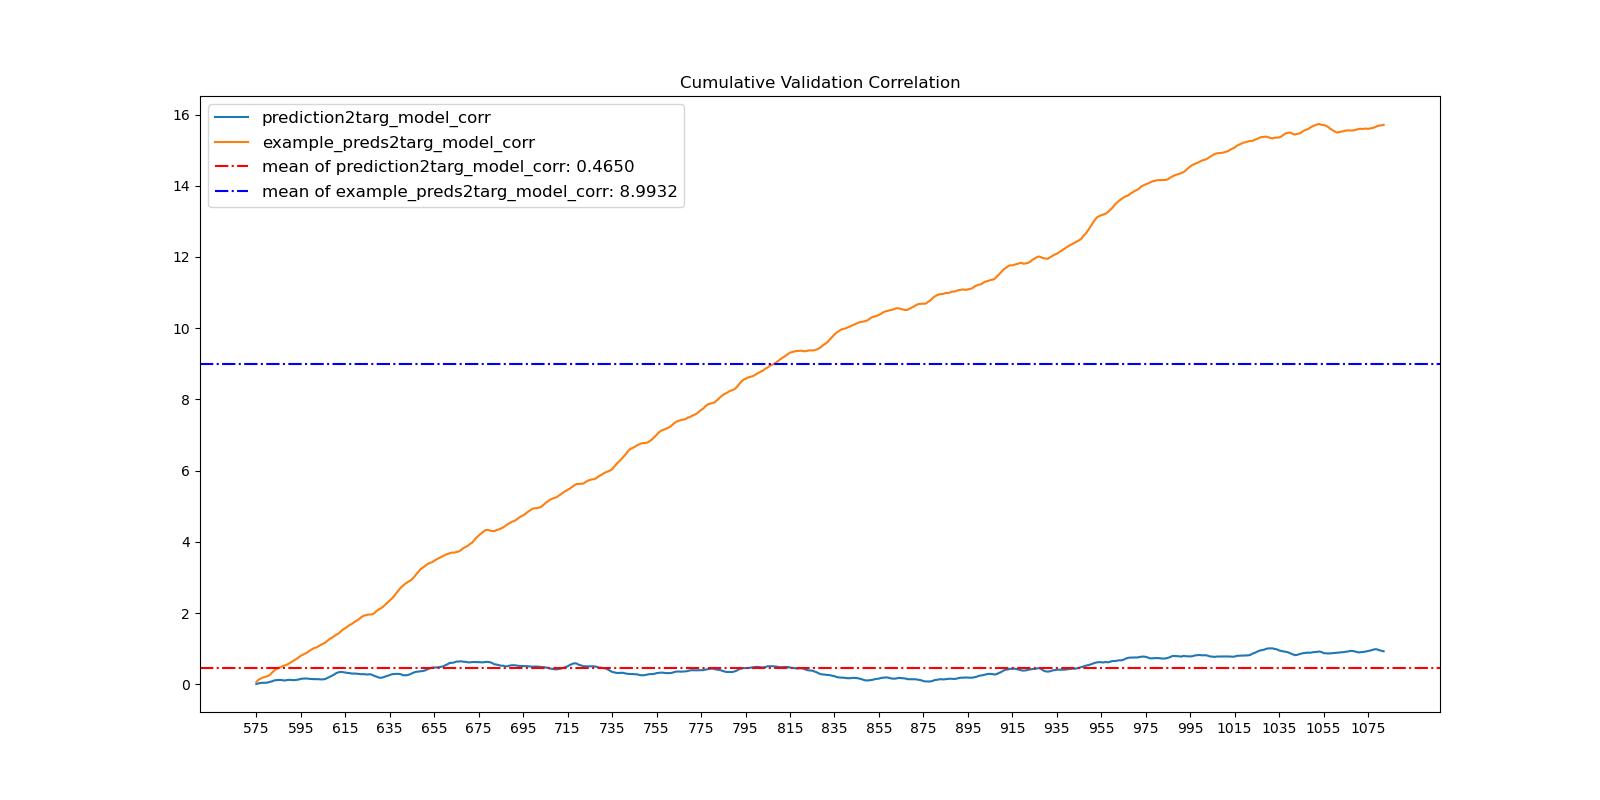 Cumulative Validation Correlation
prediction2targ_model_corr
example_preds2targ_model_corr
mean of prediction2targ_model_corr: 0.4650
mean of example_preds2targ_model_corr: 8.9932
16
14
12
10
8
6
4
2
0
575 595 615 635 655 675 695 715 735 755 775 795 815 835 855 875 895 915 935 955 975 995 1015 1035 1055 1075